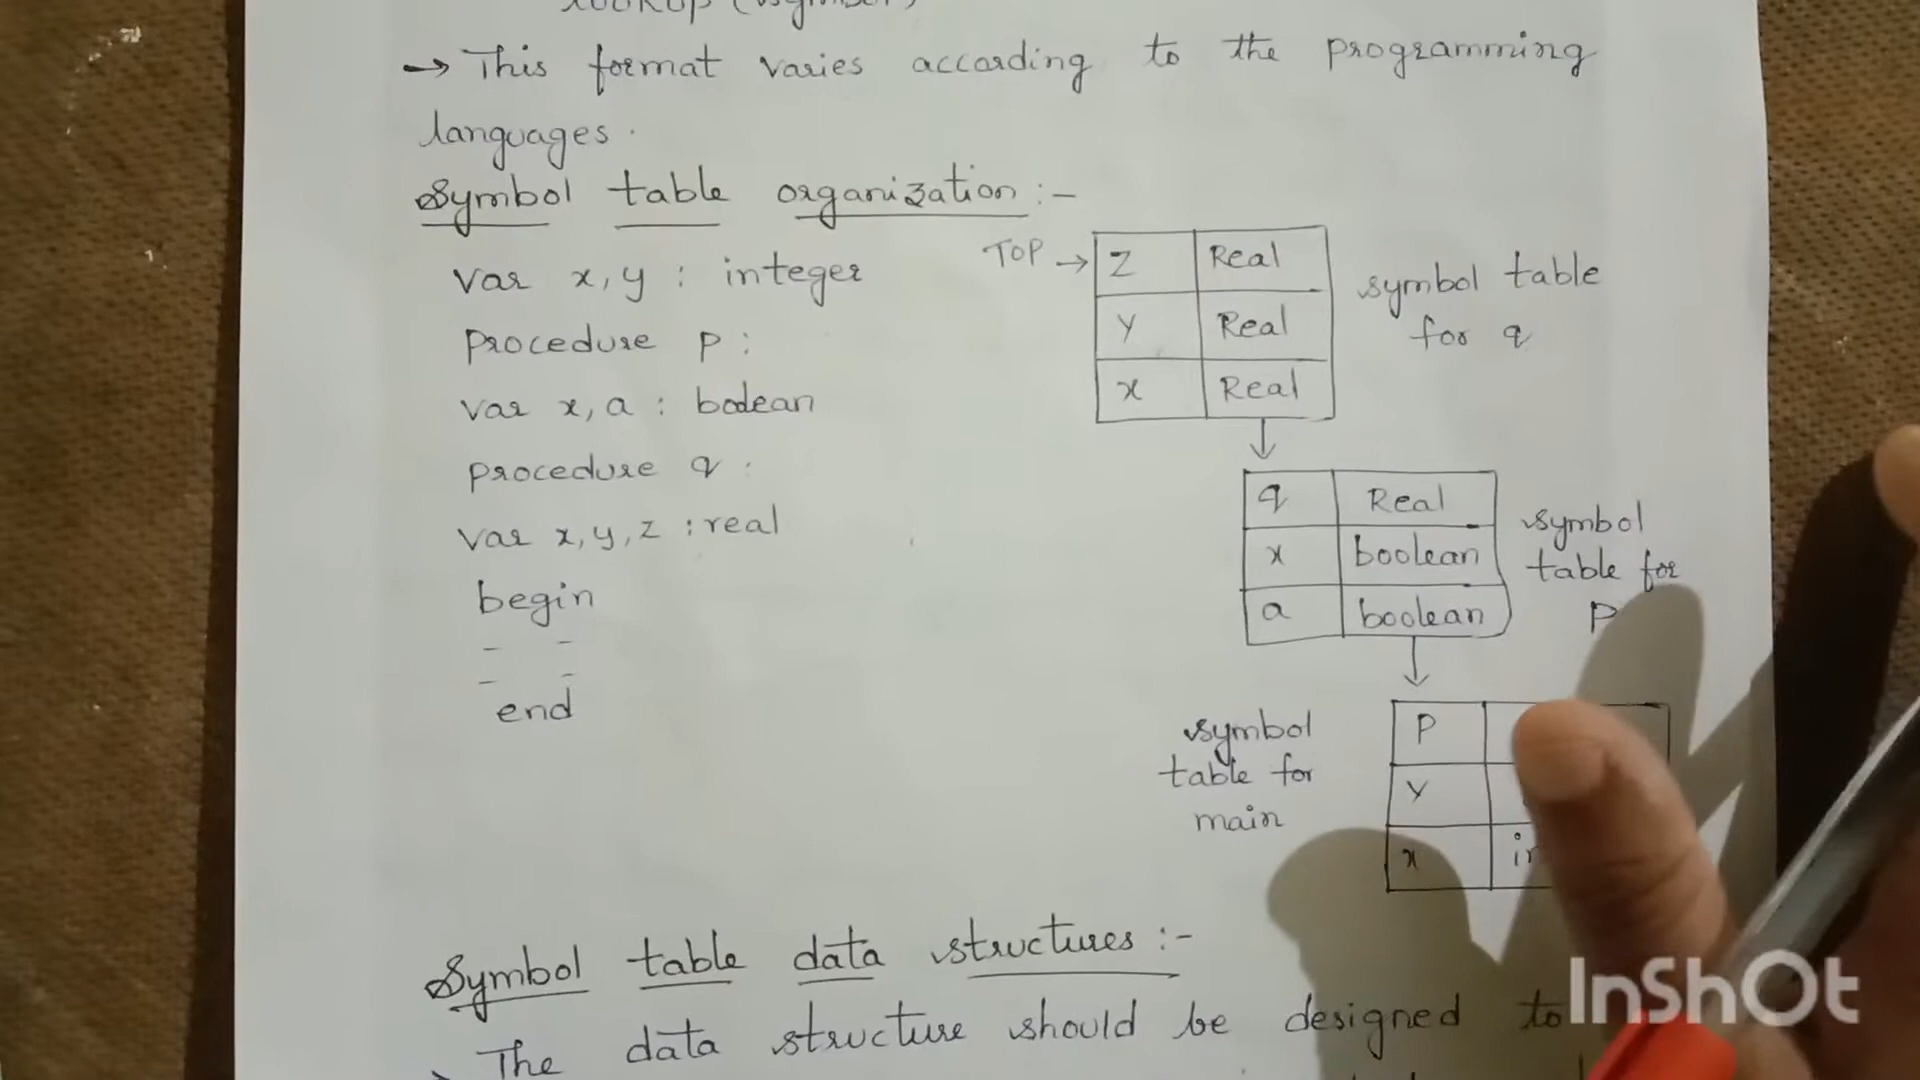 → This format varies according to the programming
languages.
Symbol table organization :-
var x, y : integer
procedure p :
var x, a : boolean
procedure q :
var x, y, z : real
begin
- -
- -
end
TOP →
Z Real
Y Real
x Real
symbol table
for q
q Real
x boolean
a boolean
symbol
table for
P
symbol
table for
main
P
Y
x
Symbol table data structures :-
The data structure should be designed to
InShOt